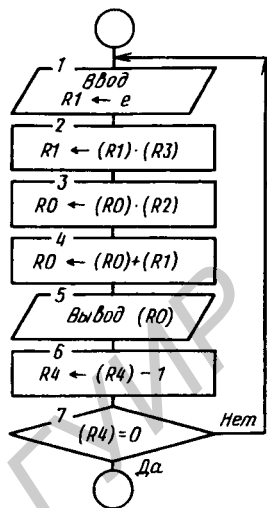 1
Ввод
R1 ← e
2
R1 ← (R1) · (R3)
3
R0 ← (R0) · (R2)
4
R0 ← (R0)+(R1)
5
Вывод (R0)
6
R4 ← (R4) − 1
7
(R4)=0
Нет
Да
ГУИР